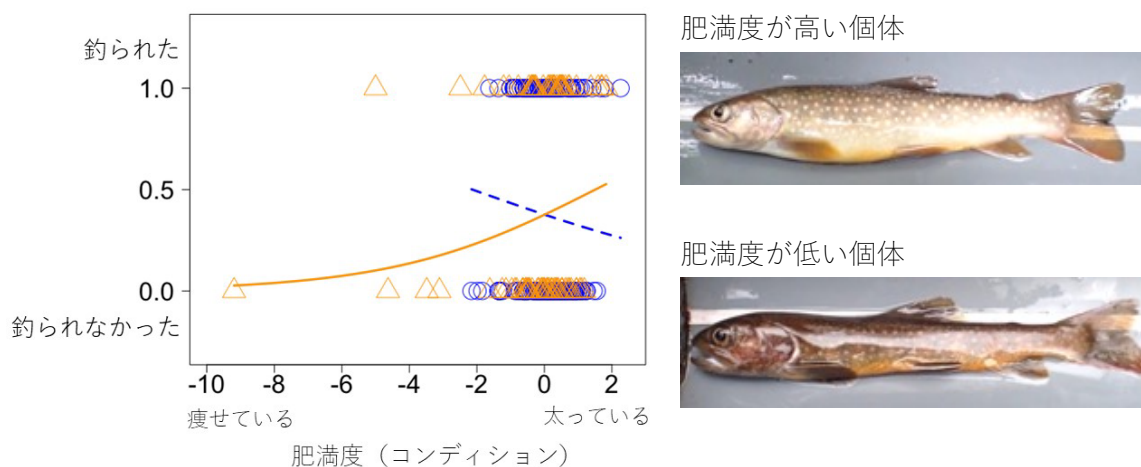 釣られた
1.0
0.5
0.0
釣られなかった
-10
-8
-6
-4
-2
0
2
痩せている
太っている
肥満度（コンディション）
肥満度が高い個体
肥満度が低い個体